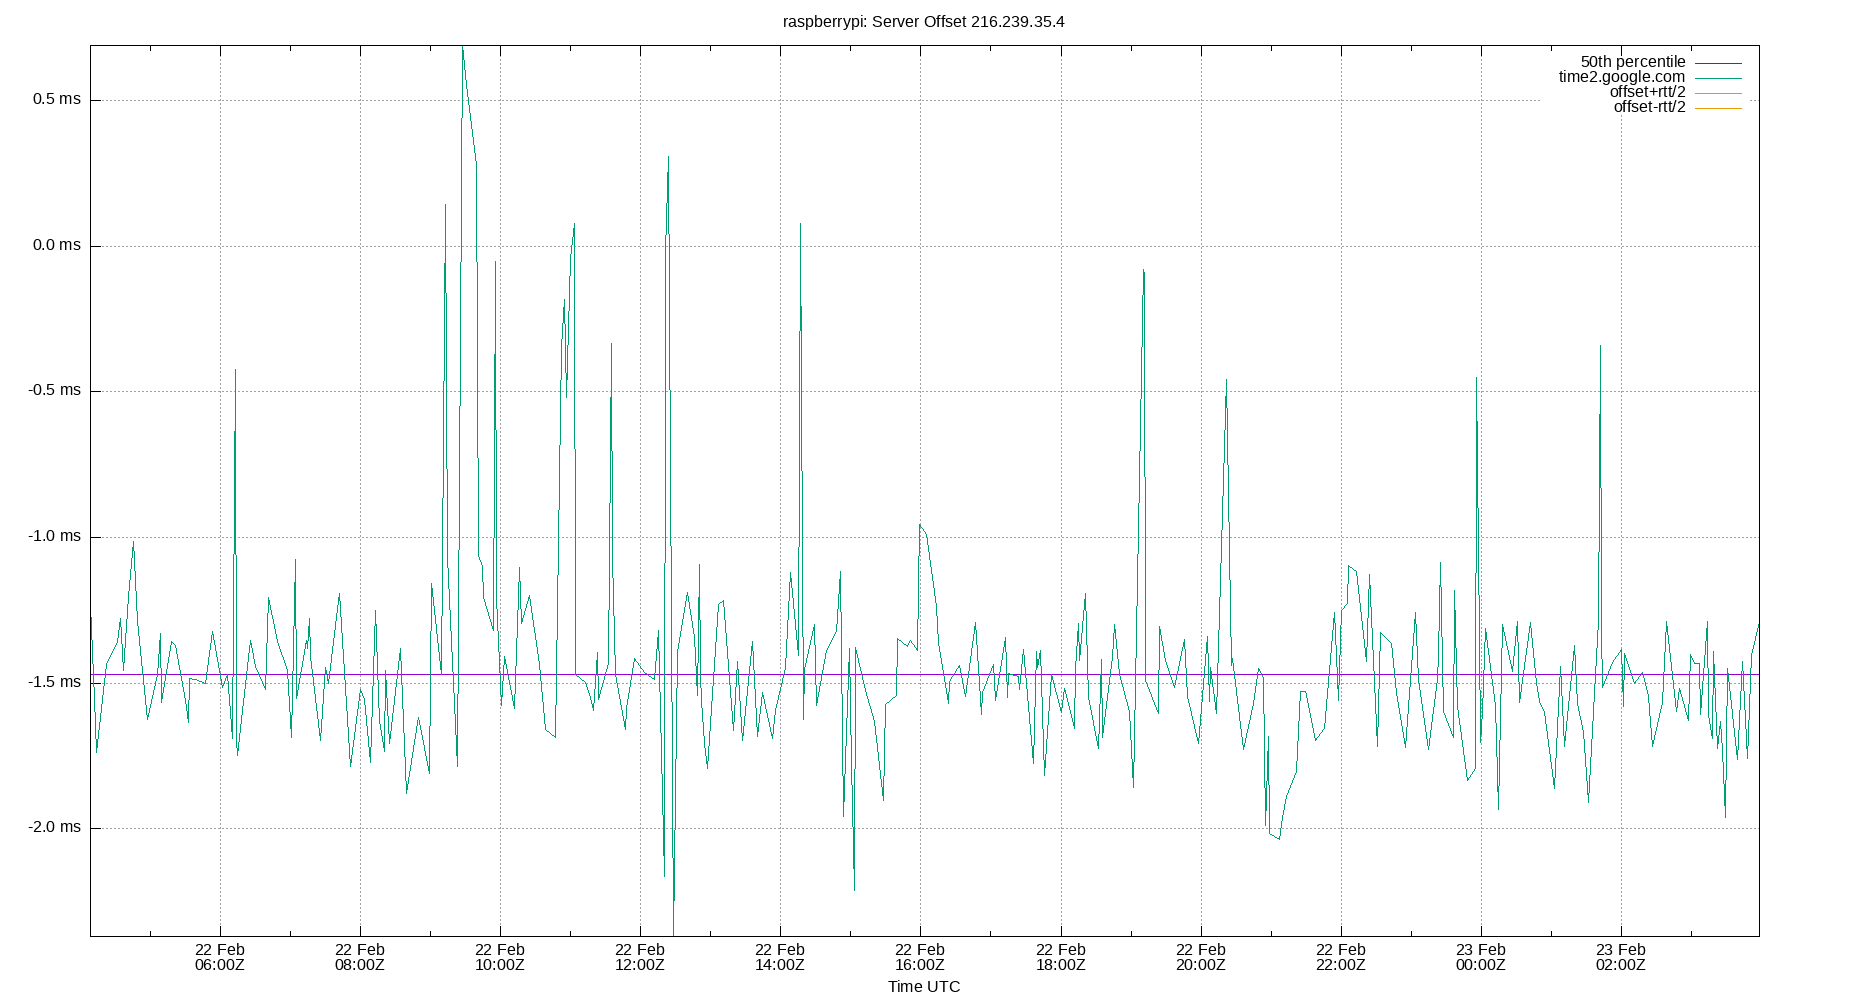 raspberrypi: Server Offset 216.239.35.4
50th percentile
time2.google.com
offset+rtt/2
offset-rtt/2
0.5 ms
0.0 ms
-0.5 ms
-1.0 ms
-1.5 ms
-2.0 ms
22 Feb 22 Feb 22 Feb 22 Feb 22 Feb 22 Feb 22 Feb 22 Feb 22 Feb 23 Feb 23 Feb
06:00Z 08:00Z 10:00Z 12:00Z 14:00Z 16:00Z 18:00Z 20:00Z 22:00Z 00:00Z 02:00Z
Time UTC